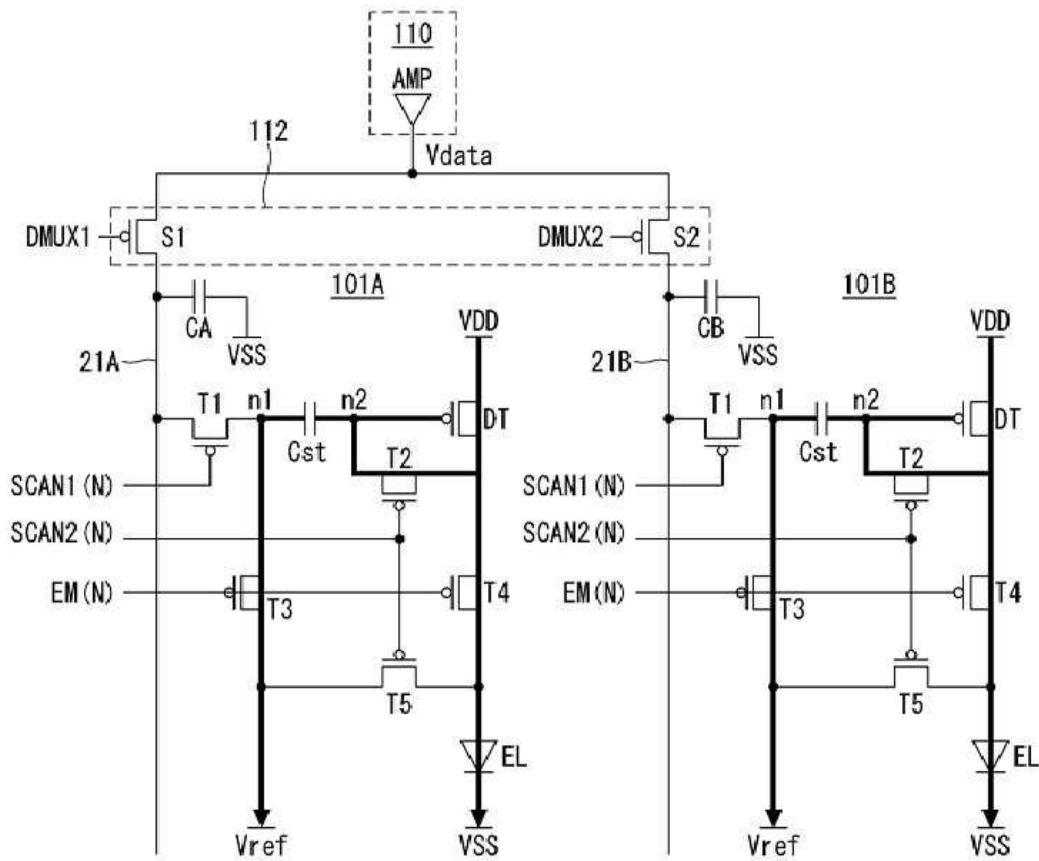 110
AMP
112
Vdata
DMUX1
S1
DMUX2
S2
101A
101B
CA
VSS
VDD
CB
VSS
VDD
21A
21B
T1
n1
n2
DT
T1
n1
n2
DT
Cst
T2
Cst
T2
SCAN1(N)
SCAN1(N)
SCAN2(N)
SCAN2(N)
EM(N)
T3
T4
EM(N)
T3
T4
T5
T5
EL
EL
Vref
VSS
Vref
VSS